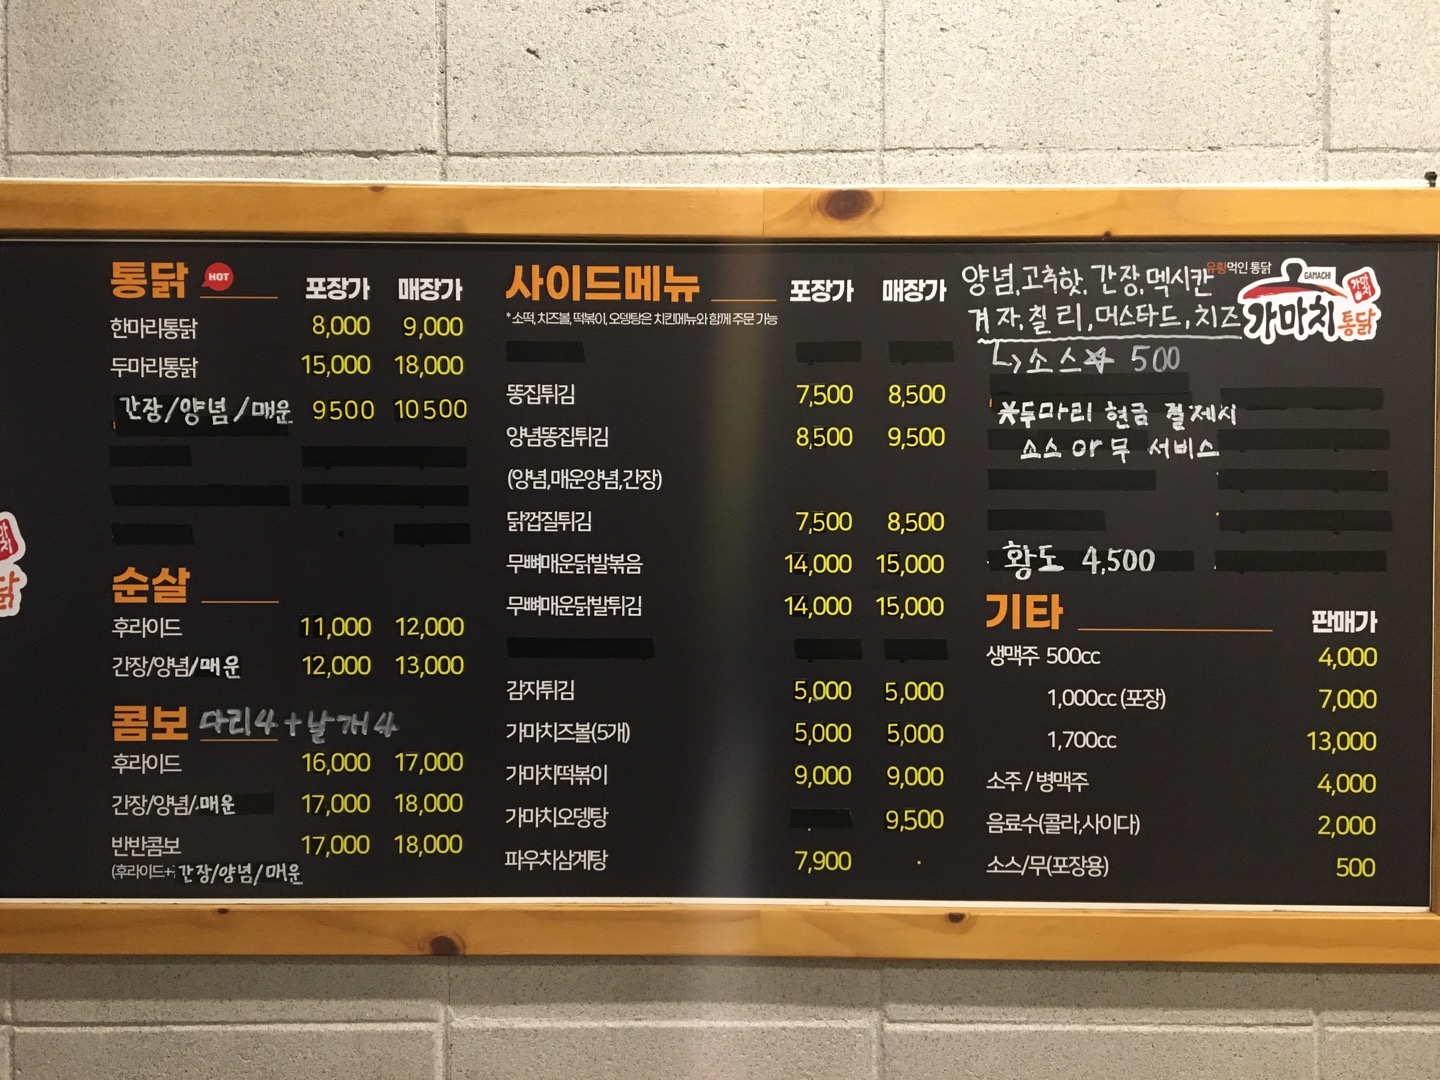 통닭 HOT 포장가 매장가
한마리통닭 8,000 9,000
두마리통닭 15,000 18,000
간장/양념/매운 9500 10500
순살
후라이드 11,000 12,000
간장/양념/매운 12,000 13,000
콤보 다리4+날개4
후라이드 16,000 17,000
간장/양념/매운 17,000 18,000
반반콤보 17,000 18,000
(후라이드+간장/양념/매운
사이드메뉴 포장가 매장가
*소떡, 치즈볼, 떡볶이, 오뎅탕은 치킨메뉴와 함께 주문 가능
똥집튀김 7,500 8,500
양념똥집튀김 8,500 9,500
(양념,매운양념,간장)
닭껍질튀김 7,500 8,500
무뼈매운닭발볶음 14,000 15,000
무뼈매운닭발튀김 14,000 15,000
감자튀김 5,000 5,000
가마치즈볼(5개) 5,000 5,000
가마치떡볶이 9,000 9,000
가마치오뎅탕 9,500
파우치삼계탕 7,900
양념,고추핫,간장,멕시칸
겨자,칠리,머스타드,치즈
↳소스☆ 500
유황먹인 통닭
GAMACHI
가마치통닭
가마치
※두마리 현금 결제시
소스 or 무 서비스
황도 4,500
기타 판매가
생맥주 500cc 4,000
1,000cc (포장) 7,000
1,700cc 13,000
소주 / 병맥주 4,000
음료수(콜라,사이다) 2,000
소스/무(포장용) 500